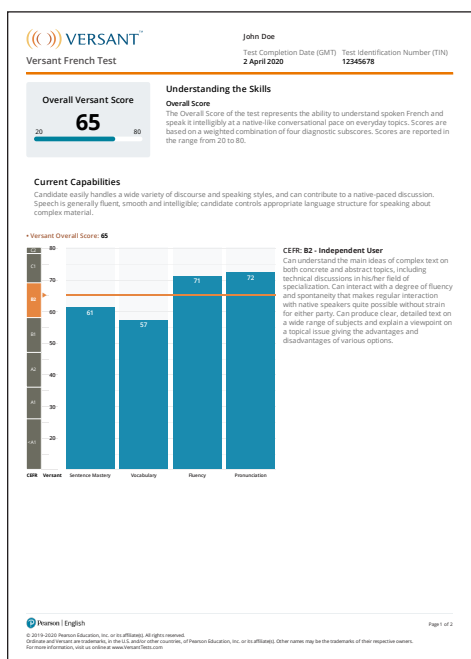 VERSANT™
Versant French Test
John Doe
Test Completion Date (GMT) Test Identification Number (TIN)
2 April 2020 12345678
Overall Versant Score
65
20 80
Understanding the Skills
Overall Score
The Overall Score of the test represents the ability to understand spoken French and
speak it intelligibly at a native-like conversational pace on everyday topics. Scores are
based on a weighted combination of four diagnostic subscores. Scores are reported in
the range from 20 to 80.
Current Capabilities
Candidate easily handles a wide variety of discourse and speaking styles, and can contribute to a native-paced discussion.
Speech is generally fluent, smooth and intelligible; candidate controls appropriate language structure for speaking about
complex material.
• Versant Overall Score: 65
C2
C1
B2
B1
A2
A1
<A1
80
70
60
50
40
30
20
61
57
71
72
CEFR Versant Sentence Mastery Vocabulary Fluency Pronunciation
CEFR: B2 - Independent User
Can understand the main ideas of complex text on
both concrete and abstract topics, including
technical discussions in his/her field of
specialization. Can interact with a degree of fluency
and spontaneity that makes regular interaction
with native speakers quite possible without strain
for either party. Can produce clear, detailed text on
a wide range of subjects and explain a viewpoint on
a topical issue giving the advantages and
disadvantages of various options.
Pearson | English
Page 1 of 2
© 2019-2020 Pearson Education, Inc. or its affiliate(s). All rights reserved.
Ordinate and Versant are trademarks, in the U.S. and/or other countries, of Pearson Education, Inc. or its affiliate(s). Other names may be the trademarks of their respective owners.
For more information, visit us online at www.VersantTests.com